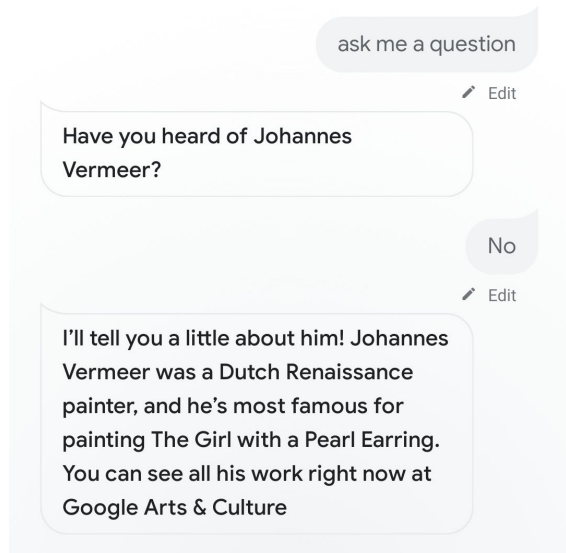 ask me a question
Edit
Have you heard of Johannes
Vermeer?
No
Edit
I’ll tell you a little about him! Johannes
Vermeer was a Dutch Renaissance
painter, and he’s most famous for
painting The Girl with a Pearl Earring.
You can see all his work right now at
Google Arts & Culture